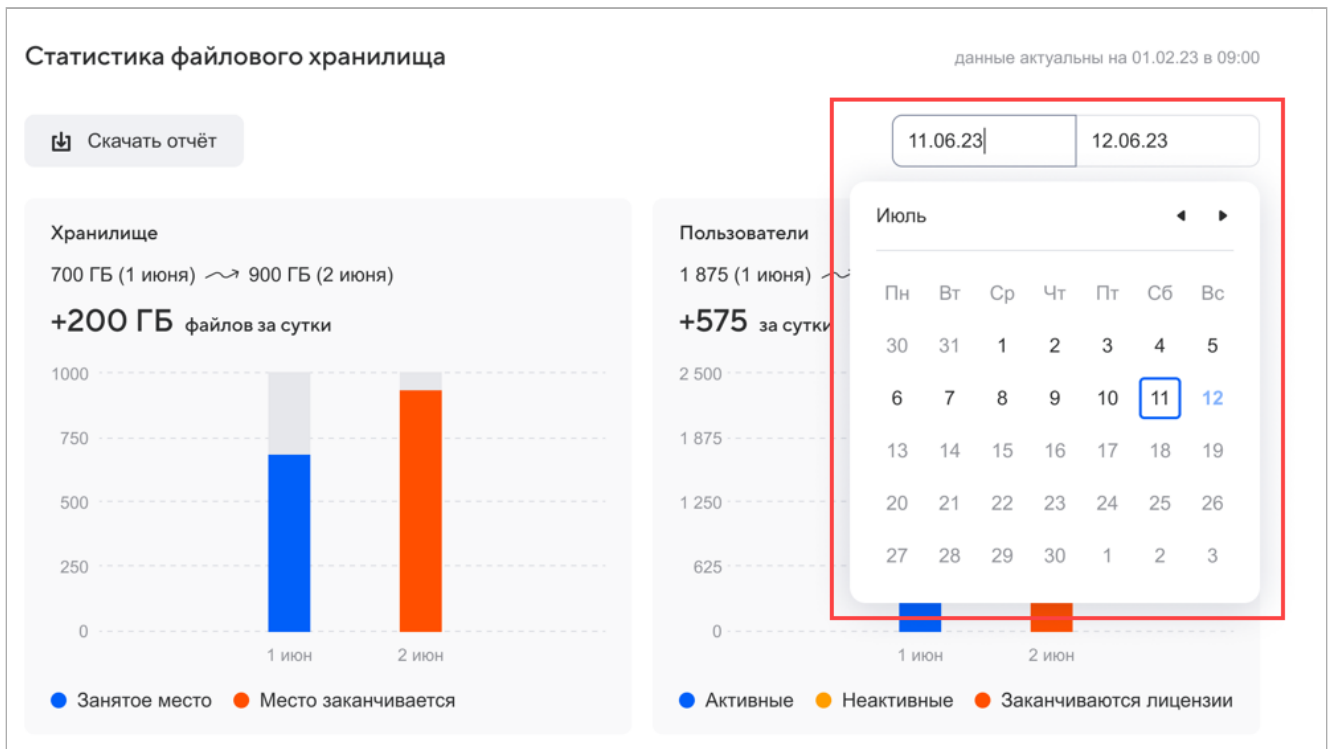 Статистика файлового хранилища
данные актуальны на 01.02.23 в 09:00
Скачать отчёт
11.06.23
12.06.23
Хранилище
700 ГБ (1 июня) 900 ГБ (2 июня)
+200 ГБ файлов за сутки
1000
750
500
250
0
1 июн 2 июн
Занятое место Место заканчивается
Пользователи
1 875 (1 июня)
+575 за сутки
2 500
1 875
1 250
625
0
1 июн 2 июн
Активные Неактивные Заканчиваются лицензии
Июль
Пн Вт Ср Чт Пт Сб Вс
30 31 1 2 3 4 5
6 7 8 9 10 11 12
13 14 15 16 17 18 19
20 21 22 23 24 25 26
27 28 29 30 1 2 3